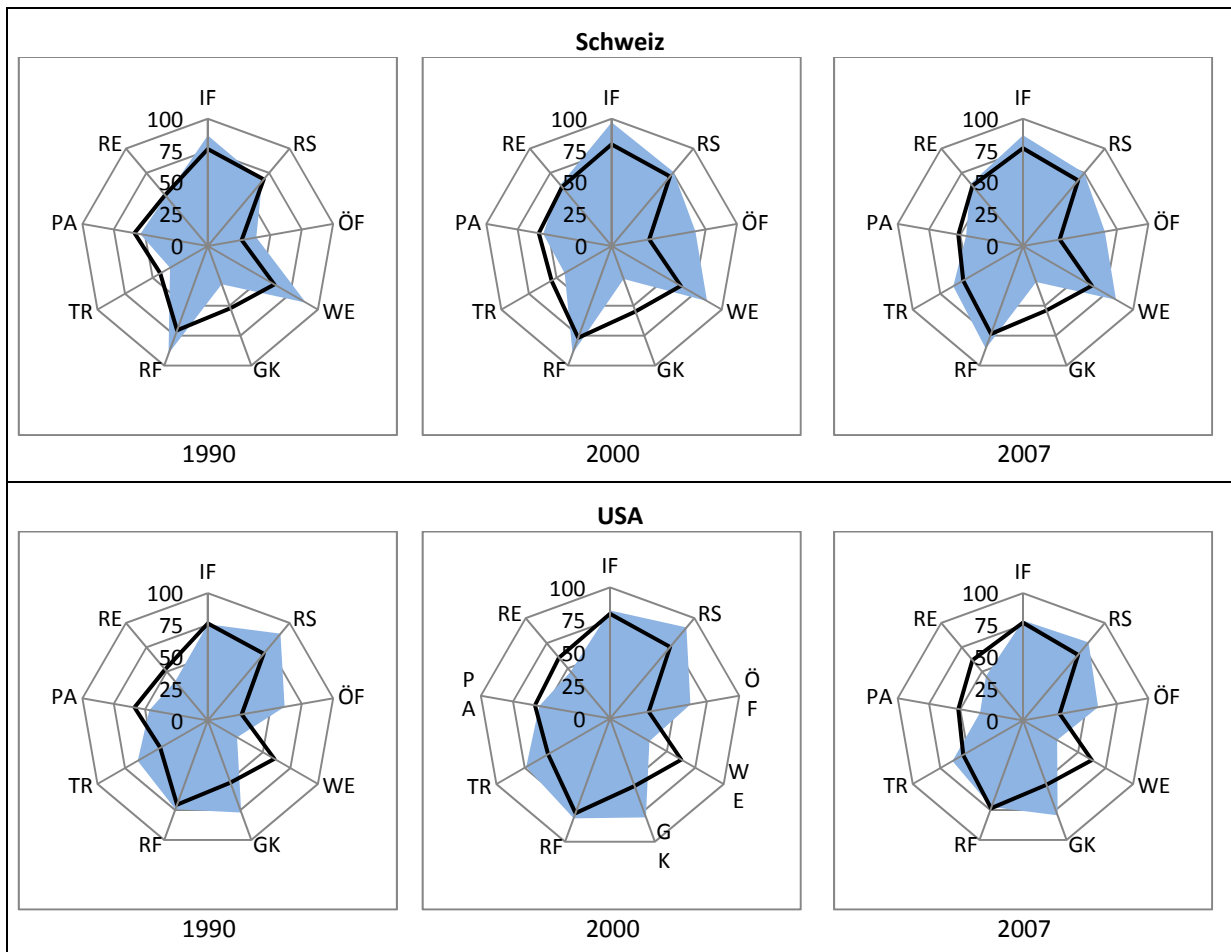 Schweiz
IF
100
RE
RS
75
50
25
PA
ÖF
0
TR
WE
RF
GK
1990
IF
100
RE
RS
75
50
25
PA
ÖF
0
TR
WE
RF
GK
2000
IF
100
RE
RS
75
50
25
PA
ÖF
0
TR
WE
RF
GK
2007
USA
IF
100
RE
RS
75
50
25
PA
ÖF
0
TR
WE
RF
GK
1990
IF
100
RE
RS
75
50
P
A
Ö
F
25
0
TR
W
E
RF
G
K
2000
IF
100
RE
RS
75
50
25
PA
ÖF
0
TR
WE
RF
GK
2007